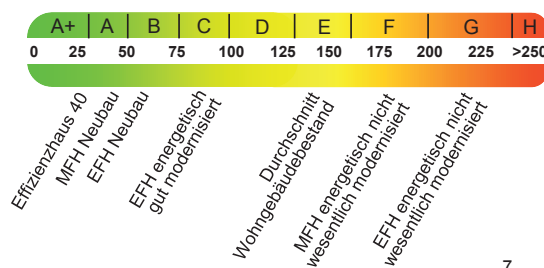 A+ A B C D E F G H
0 25 50 75 100 125 150 175 200 225 >250
Effizienzhaus 40
MFH Neubau
EFH Neubau
EFH energetisch
gut modernisiert
Durchschnitt
Wohngebäudebestand
MFH energetisch nicht
wesentlich modernisiert
EFH energetisch nicht
wesentlich modernisiert